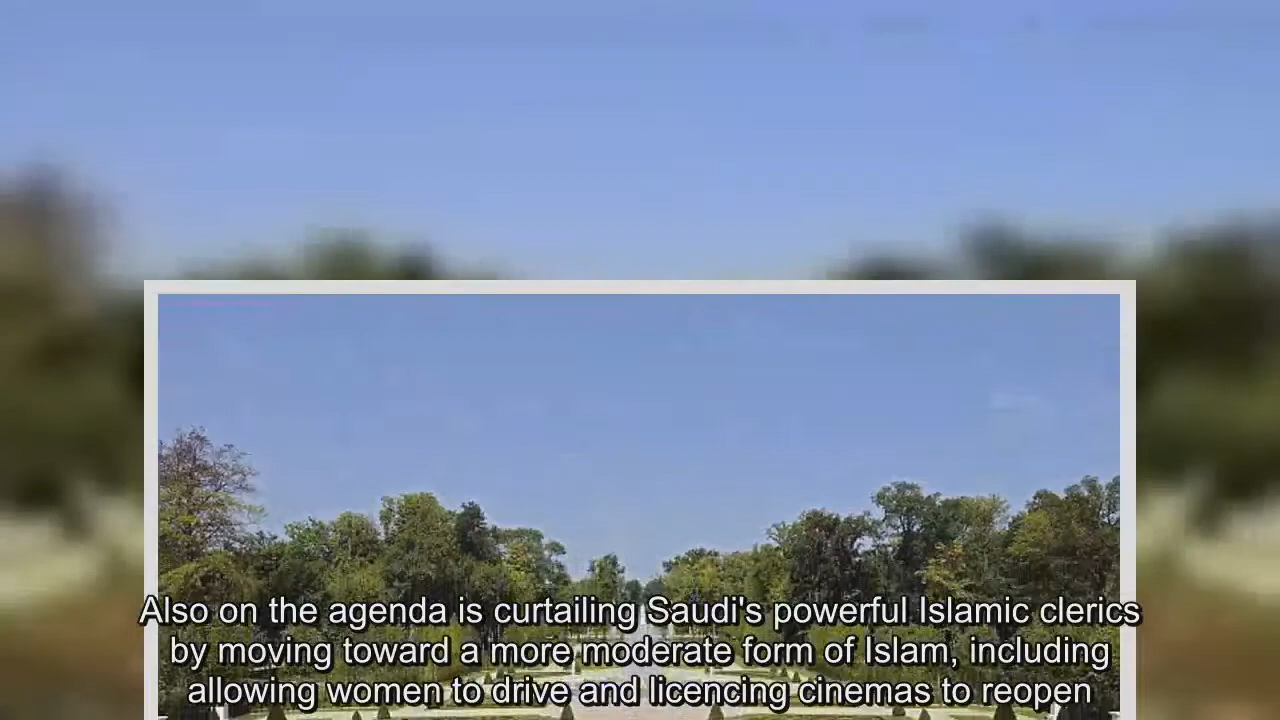 Also on the agenda is curtailing Saudi's powerful Islamic clerics
by moving toward a more moderate form of Islam, including
allowing women to drive and licencing cinemas to reopen